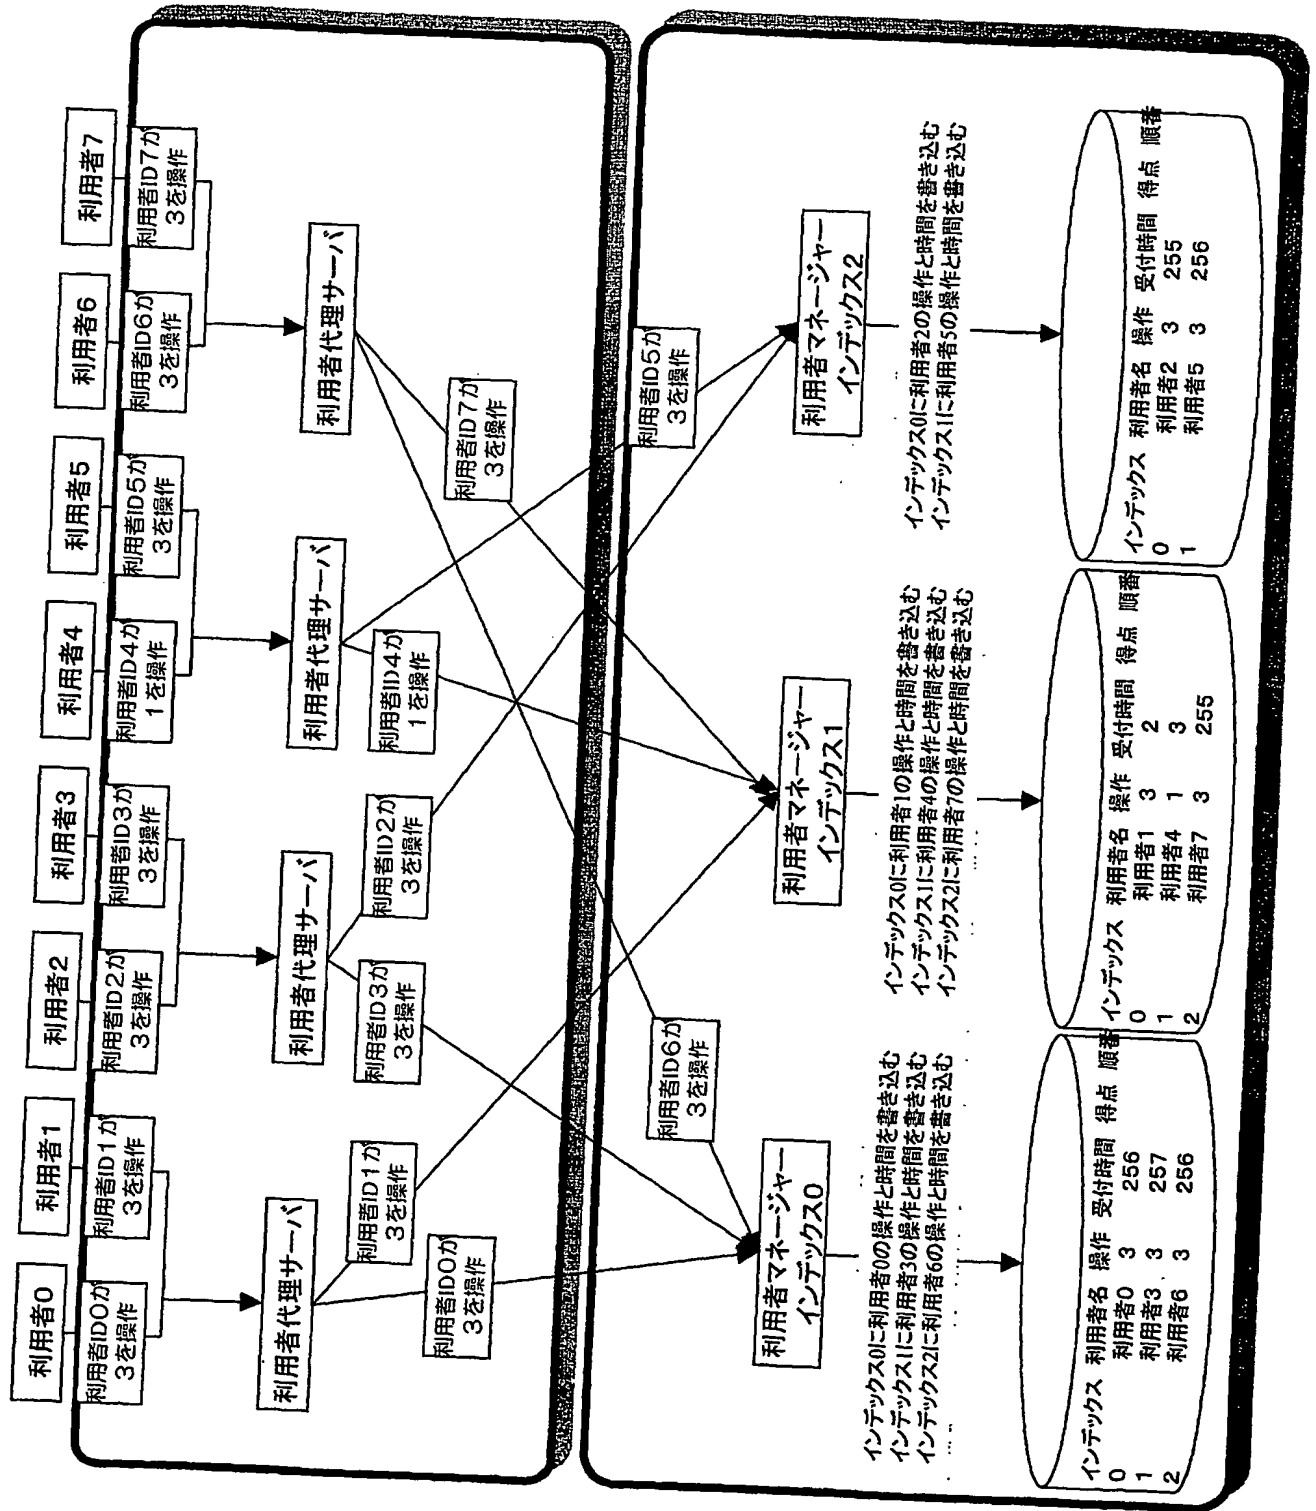 利用者0
利用者1
利用者2
利用者3
利用者4
利用者5
利用者6
利用者7
利用者ID0が
3を操作
利用者ID1が
3を操作
利用者ID2が
3を操作
利用者ID3が
3を操作
利用者ID4が
1を操作
利用者ID5が
3を操作
利用者ID6が
3を操作
利用者ID7が
3を操作
利用者代理サーバ
利用者代理サーバ
利用者代理サーバ
利用者代理サーバ
利用者ID1が
3を操作
利用者ID3が
3を操作
利用者ID2が
3を操作
利用者ID4が
1を操作
利用者ID7が
3を操作
利用者ID0が
3を操作
利用者ID6が
3を操作
利用者ID5が
3を操作
利用者マネージャー
インデックス0
利用者マネージャー
インデックス1
利用者マネージャー
インデックス2
インデックス0に利用者0の操作と時間を書き込む
インデックス1に利用者3の操作と時間を書き込む
インデックス2に利用者6の操作と時間を書き込む
インデックス0に利用者1の操作と時間を書き込む
インデックス1に利用者4の操作と時間を書き込む
インデックス2に利用者7の操作と時間を書き込む
インデックス0に利用者2の操作と時間を書き込む
インデックス1に利用者5の操作と時間を書き込む
インデックス 利用者名 操作 受付時間 得点 順番
0 利用者0 3 256
1 利用者3 3 257
2 利用者6 3 256
インデックス 利用者名 操作 受付時間 得点 順番
0 利用者1 3 2
1 利用者4 1 3
2 利用者7 3 255
インデックス 利用者名 操作 受付時間 得点 順番
0 利用者2 3 255
1 利用者5 3 256